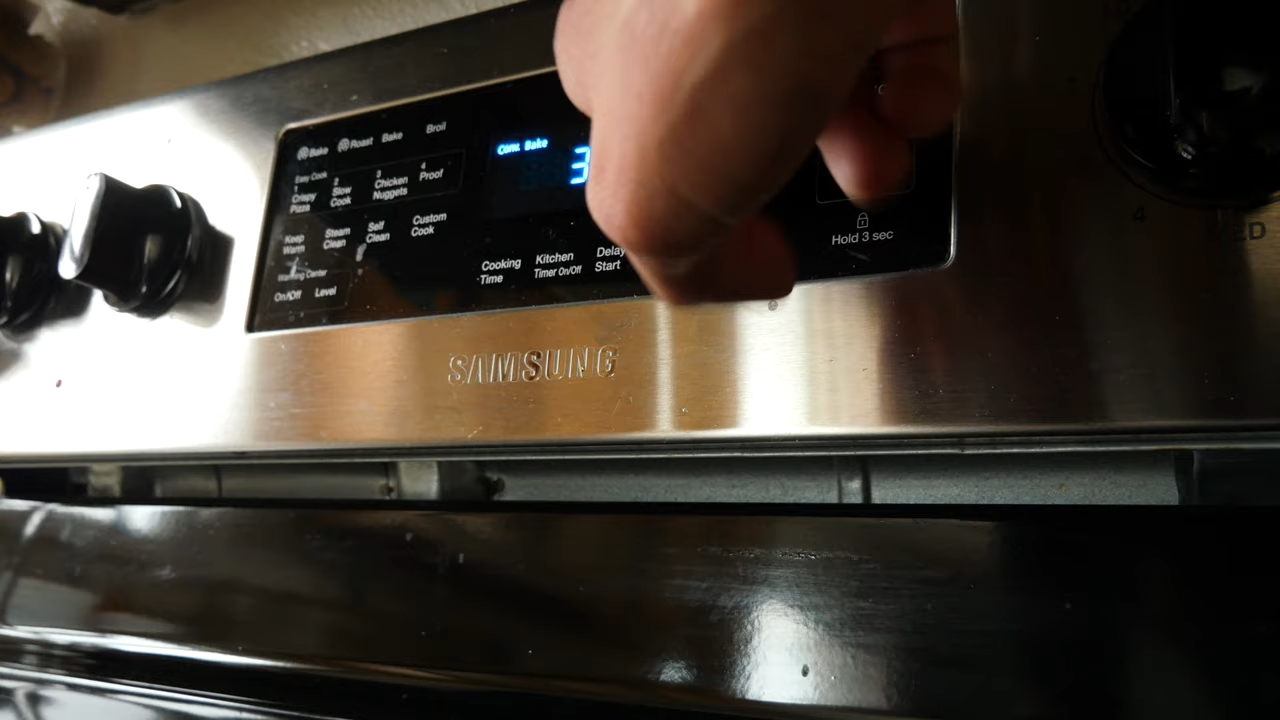 Bake
Roast
Bake
Broil
Conv. Bake
3
Easy Cook
1
Crispy
Pizza
2
Slow
Cook
3
Chicken
Nuggets
4
Proof
Keep
Warm
Steam
Clean
Self
Clean
Custom
Cook
Warming Center
On/Off
Level
Cooking
Time
Kitchen
Timer On/Off
Delay
Start
Hold 3 sec
SAMSUNG
4